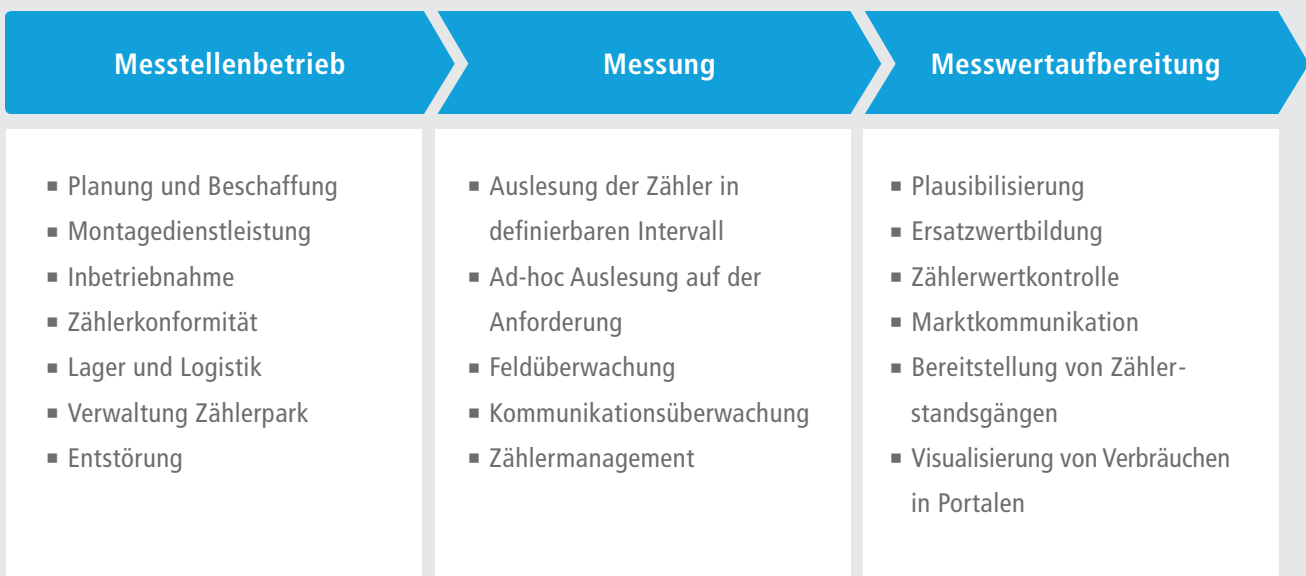 Messtellenbetrieb
Messung
Messwertaufbereitung
▪ Planung und Beschaffung
▪ Montagedienstleistung
▪ Inbetriebnahme
▪ Zählerkonformität
▪ Lager und Logistik
▪ Verwaltung Zählerpark
▪ Entstörung
▪ Auslesung der Zähler in
definierbaren Intervall
▪ Ad-hoc Auslesung auf der
Anforderung
▪ Feldüberwachung
▪ Kommunikationsüberwachung
▪ Zählermanagement
▪ Plausibilisierung
▪ Ersatzwertbildung
▪ Zählerwertkontrolle
▪ Marktkommunikation
▪ Bereitstellung von Zähler-
standsgängen
▪ Visualisierung von Verbräuchen
in Portalen